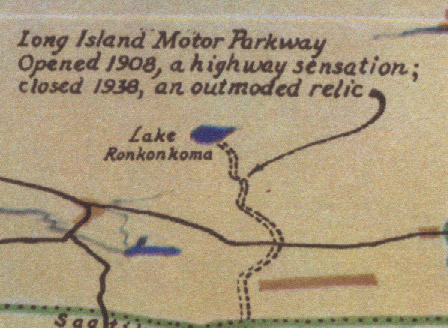 Long Island Motor Parkway
Opened 1908, a highway sensation;
closed 1938, an outmoded relic
Lake
Ronkonkoma